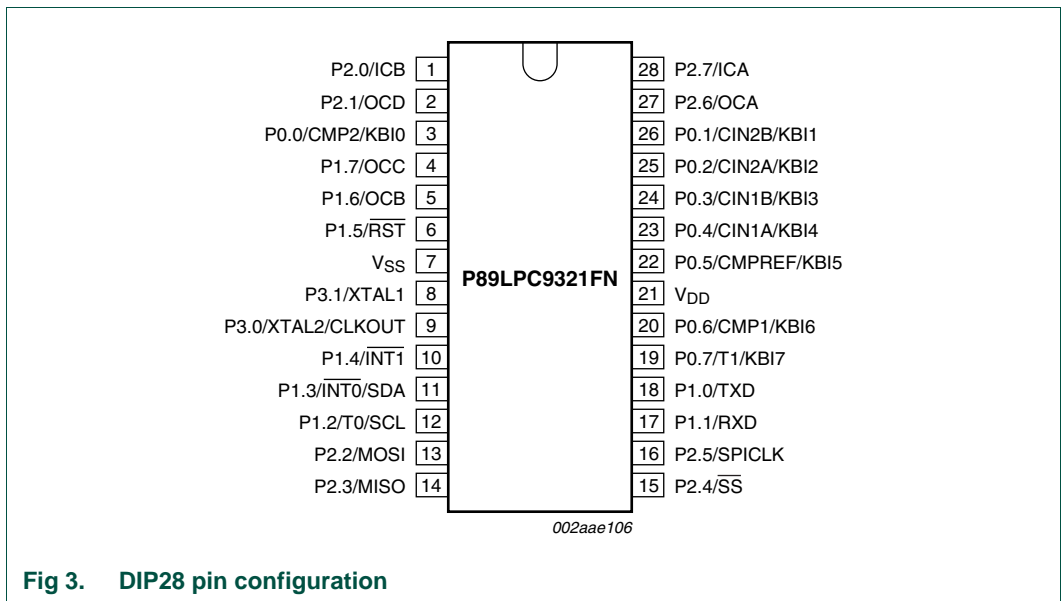 P2.0/ICB 1 28 P2.7/ICA
P2.1/OCD 2 27 P2.6/OCA
P0.0/CMP2/KBI0 3 26 P0.1/CIN2B/KBI1
P1.7/OCC 4 25 P0.2/CIN2A/KBI2
P1.6/OCB 5 24 P0.3/CIN1B/KBI3
P1.5/R̅S̅T̅ 6 23 P0.4/CIN1A/KBI4
VSS 7 22 P0.5/CMPREF/KBI5
P89LPC9321FN
P3.1/XTAL1 8 21 VDD
P3.0/XTAL2/CLKOUT 9 20 P0.6/CMP1/KBI6
P1.4/I̅N̅T̅1̅ 10 19 P0.7/T1/KBI7
P1.3/I̅N̅T̅0̅/SDA 11 18 P1.0/TXD
P1.2/T0/SCL 12 17 P1.1/RXD
P2.2/MOSI 13 16 P2.5/SPICLK
P2.3/MISO 14 15 P2.4/S̅S̅
002aae106
Fig 3. DIP28 pin configuration